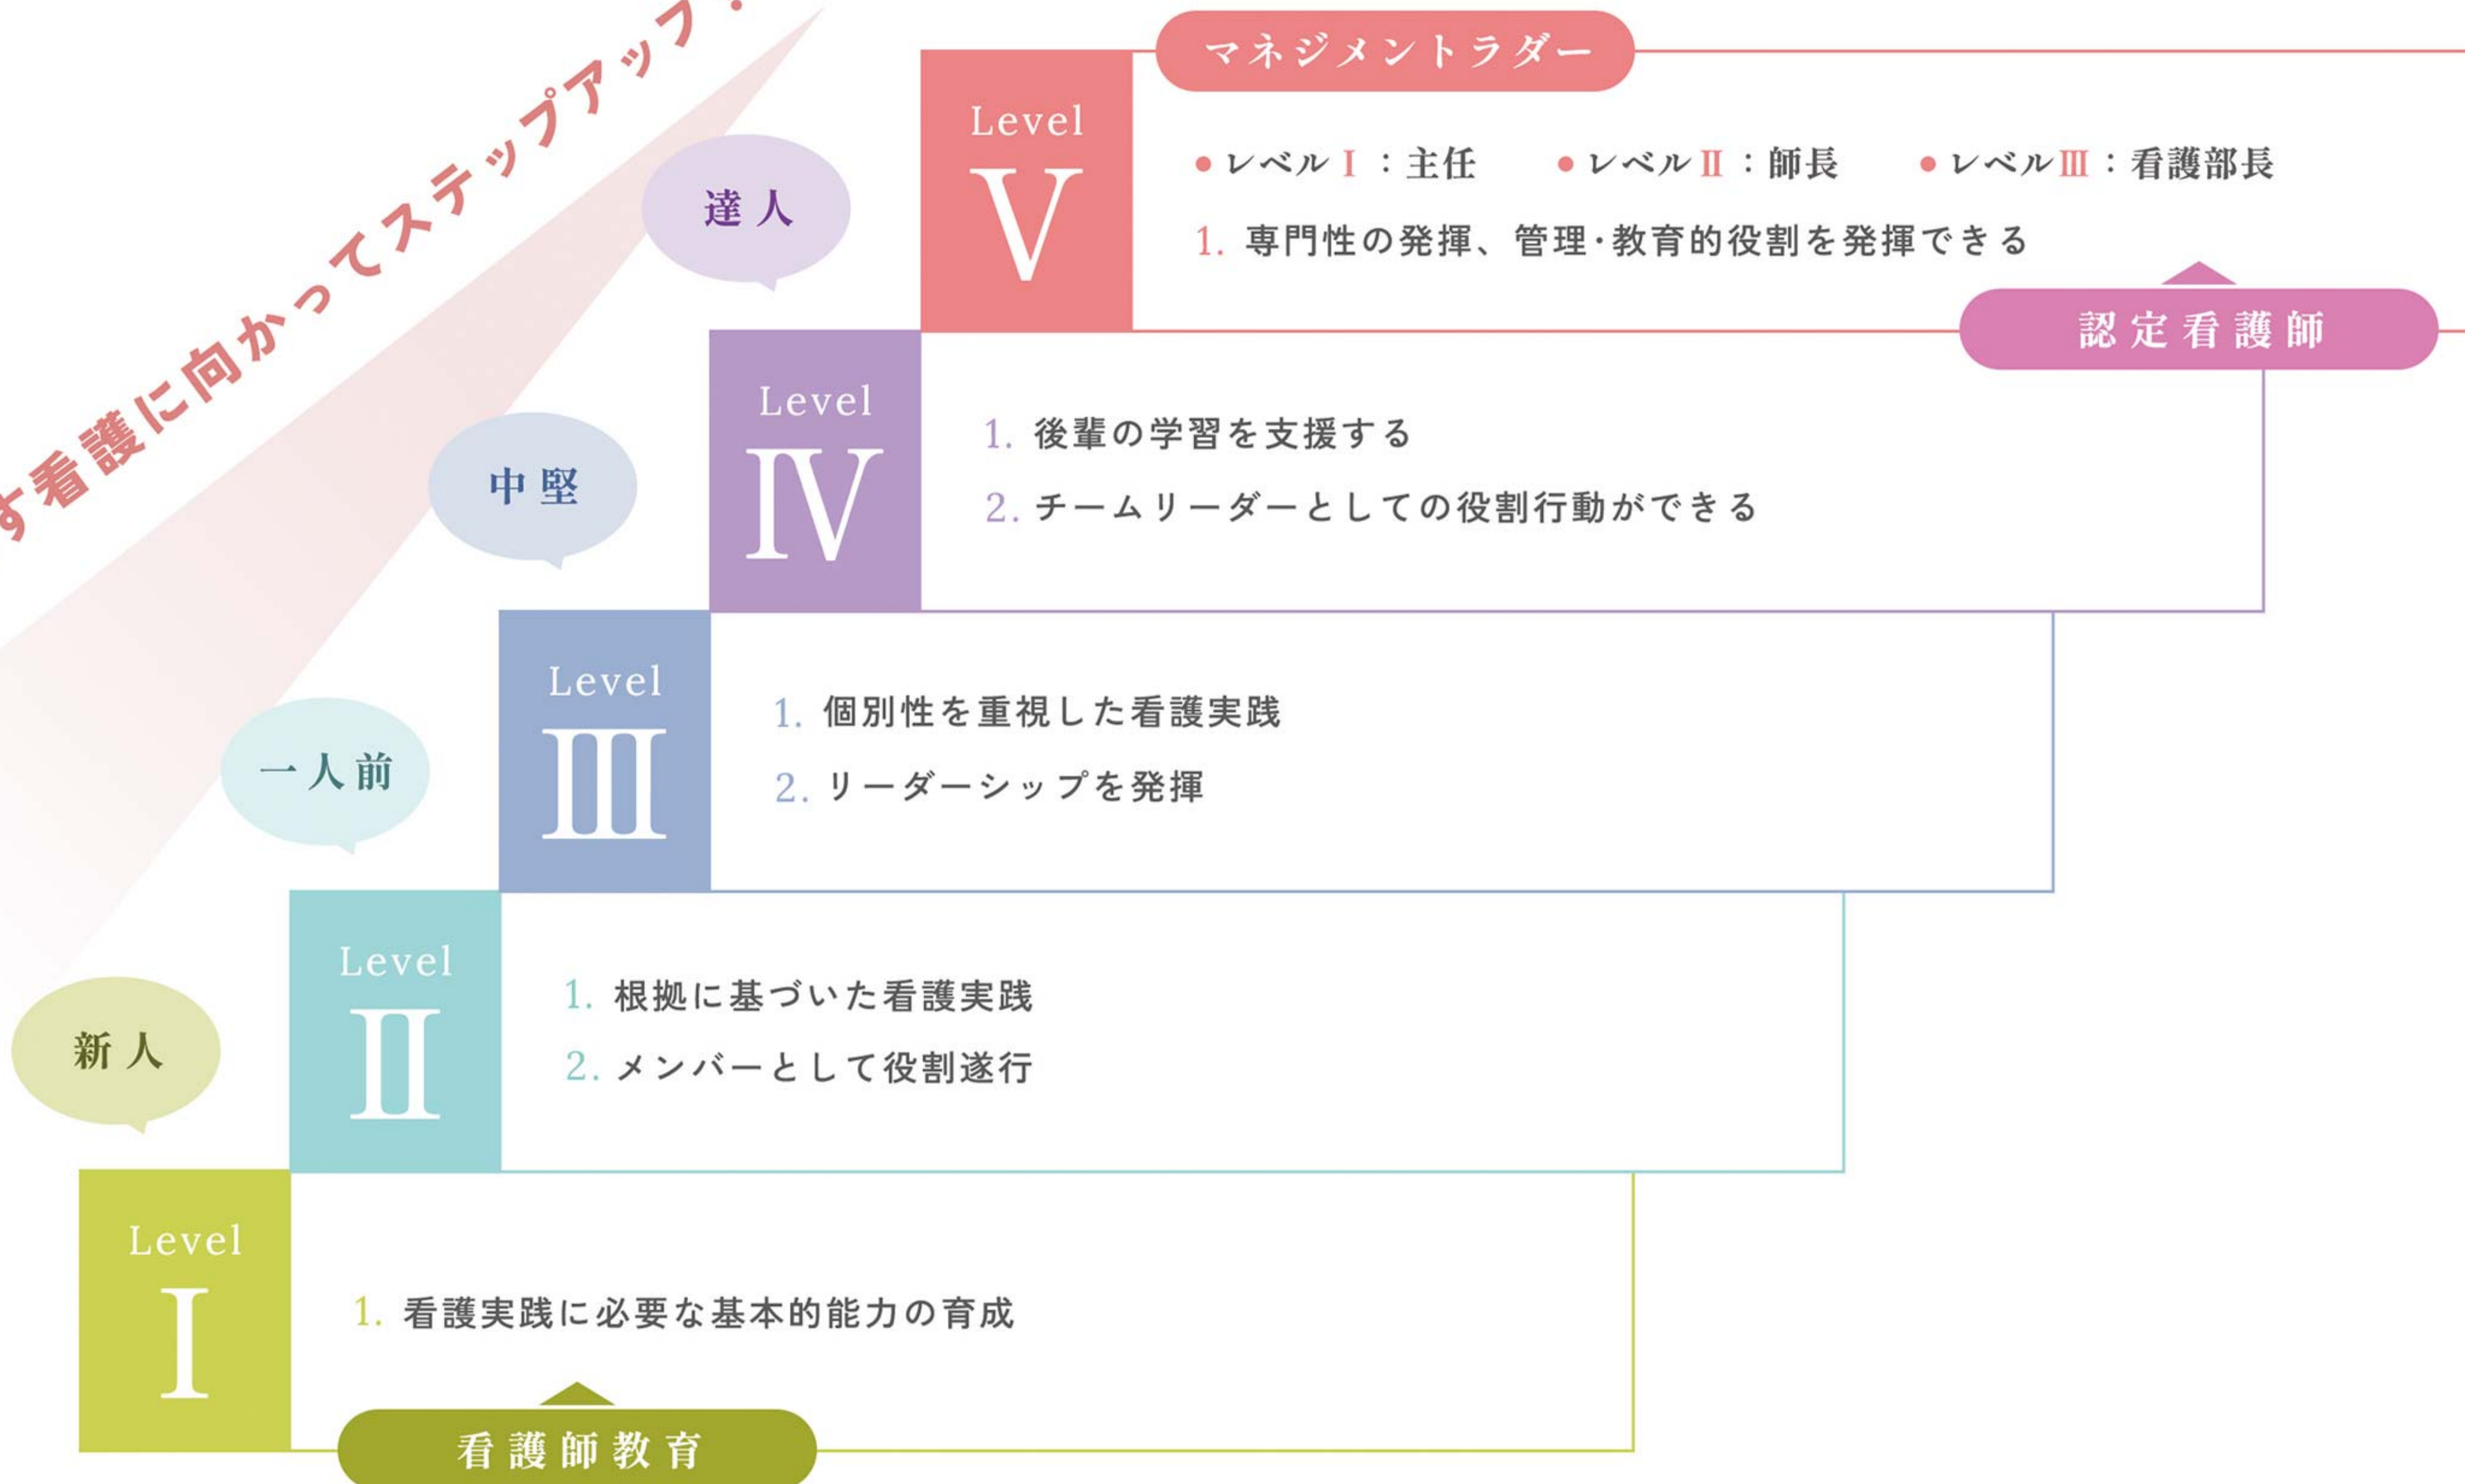 す看護に向かってステップアップ
マネジメントラダー
達人
Level
Ⅴ
• レベルⅠ：主任 • レベルⅡ：師長 • レベルⅢ：看護部長
1. 専門性の発揮、管理・教育的役割を発揮できる
認定看護師
中堅
Level
Ⅳ
1. 後輩の学習を支援する
2. チームリーダーとしての役割行動ができる
一人前
Level
Ⅲ
1. 個別性を重視した看護実践
2. リーダーシップを発揮
新人
Level
Ⅱ
1. 根拠に基づいた看護実践
2. メンバーとして役割遂行
Level
Ⅰ
1. 看護実践に必要な基本的能力の育成
看護師教育